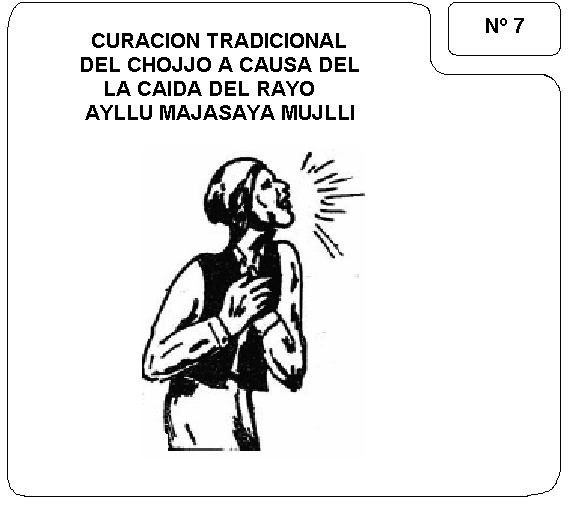 Nº 7
CURACION TRADICIONAL
DEL CHOJJO A CAUSA DEL
LA CAIDA DEL RAYO
AYLLU MAJASAYA MUJLLI